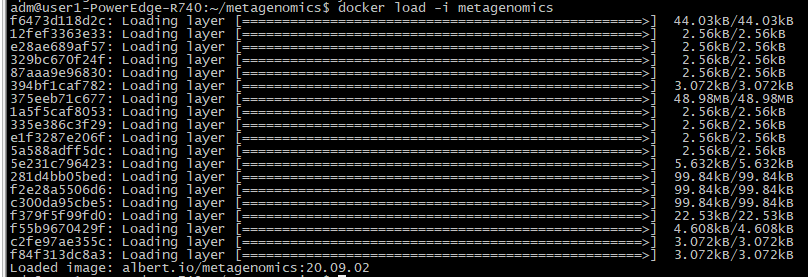 adm@user1-PowerEdge-R740:~/metagenomics$ docker load -i metagenomics
f6473d118d2c: Loading layer [==================================================>] 44.03kB/44.03kB
12fef3363e33: Loading layer [==================================================>] 2.56kB/2.56kB
e28ae689af57: Loading layer [==================================================>] 2.56kB/2.56kB
329bc670f24f: Loading layer [==================================================>] 2.56kB/2.56kB
87aaa9e96830: Loading layer [==================================================>] 2.56kB/2.56kB
394bf1caf782: Loading layer [==================================================>] 3.072kB/3.072kB
375eeb71c677: Loading layer [==================================================>] 48.98MB/48.98MB
1a5f5caf8053: Loading layer [==================================================>] 2.56kB/2.56kB
335e386c3f29: Loading layer [==================================================>] 2.56kB/2.56kB
e1f3287e206f: Loading layer [==================================================>] 2.56kB/2.56kB
5a588adff5dc: Loading layer [==================================================>] 2.56kB/2.56kB
5e231c796423: Loading layer [==================================================>] 5.632kB/5.632kB
281d4bb05bed: Loading layer [==================================================>] 99.84kB/99.84kB
f2e28a5506d6: Loading layer [==================================================>] 99.84kB/99.84kB
c300da95cbe5: Loading layer [==================================================>] 99.84kB/99.84kB
f379f5f99fd0: Loading layer [==================================================>] 22.53kB/22.53kB
f55b9670429f: Loading layer [==================================================>] 4.608kB/4.608kB
c2fe97ae355c: Loading layer [==================================================>] 3.072kB/3.072kB
f84f313dc8a3: Loading layer [==================================================>] 3.072kB/3.072kB
Loaded image: albert.io/metagenomics:20.09.02